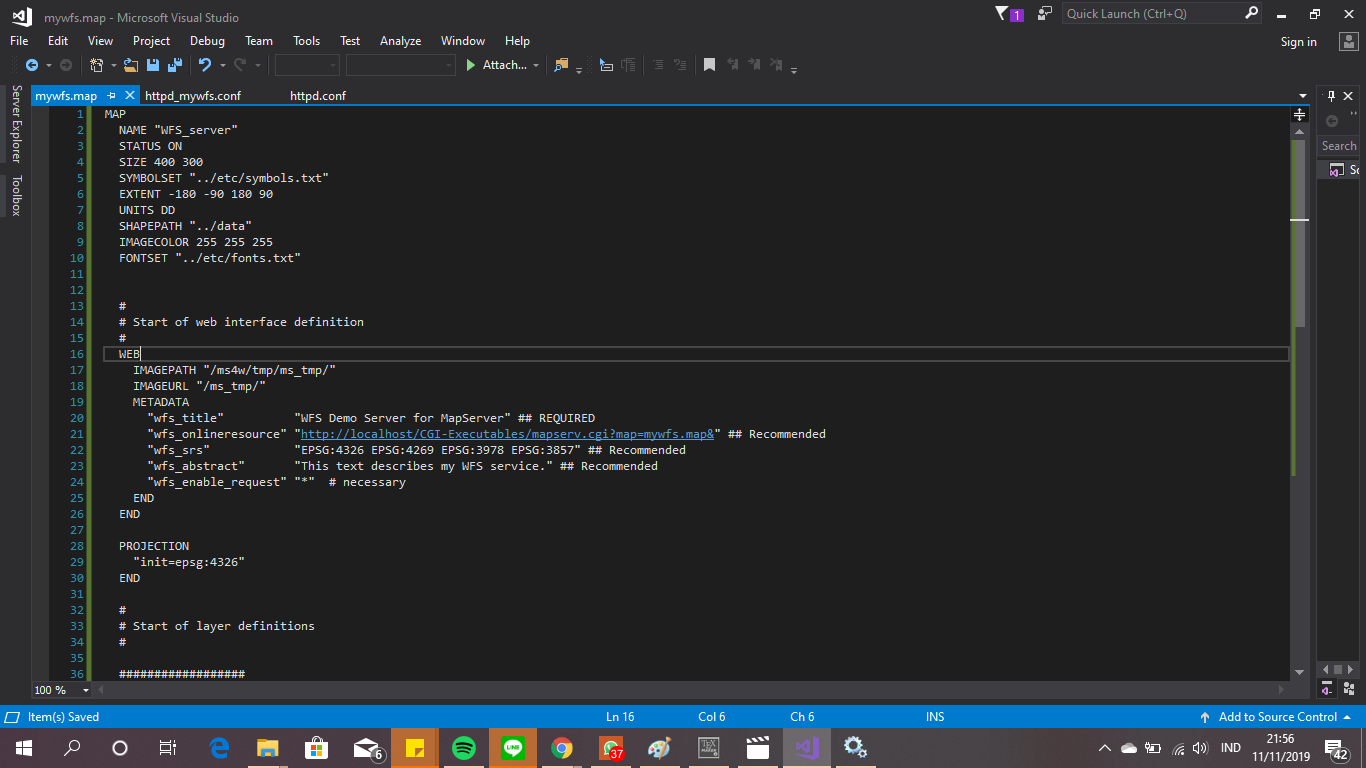 mywfs.map - Microsoft Visual Studio
1
Quick Launch (Ctrl+Q)
File Edit View Project Debug Team Tools Test Analyze Window Help
Sign in
Attach...
Server Explorer
Toolbox
mywfs.map httpd_mywfs.conf httpd.conf
Search
1 MAP
2 NAME "WFS_server"
3 STATUS ON
4 SIZE 400 300
5 SYMBOLSET "../etc/symbols.txt"
6 EXTENT -180 -90 180 90
7 UNITS DD
8 SHAPEPATH "../data"
9 IMAGECOLOR 255 255 255
10 FONTSET "../etc/fonts.txt"
11
12
13 #
14 # Start of web interface definition
15 #
16 WEB
17 IMAGEPATH "/ms4w/tmp/ms_tmp/"
18 IMAGEURL "/ms_tmp/"
19 METADATA
20 "wfs_title" "WFS Demo Server for MapServer" ## REQUIRED
21 "wfs_onlineresource" "http://localhost/CGI-Executables/mapserv.cgi?map=mywfs.map&" ## Recommended
22 "wfs_srs" "EPSG:4326 EPSG:4269 EPSG:3978 EPSG:3857" ## Recommended
23 "wfs_abstract" "This text describes my WFS service." ## Recommended
24 "wfs_enable_request" "*" # necessary
25 END
26 END
27
28 PROJECTION
29 "init=epsg:4326"
30 END
31
32 #
33 # Start of layer definitions
34 #
35
36 ##################
100 %
Item(s) Saved Ln 16 Col 6 Ch 6 INS Add to Source Control
6 37 IND 21:56
11/11/2019 42